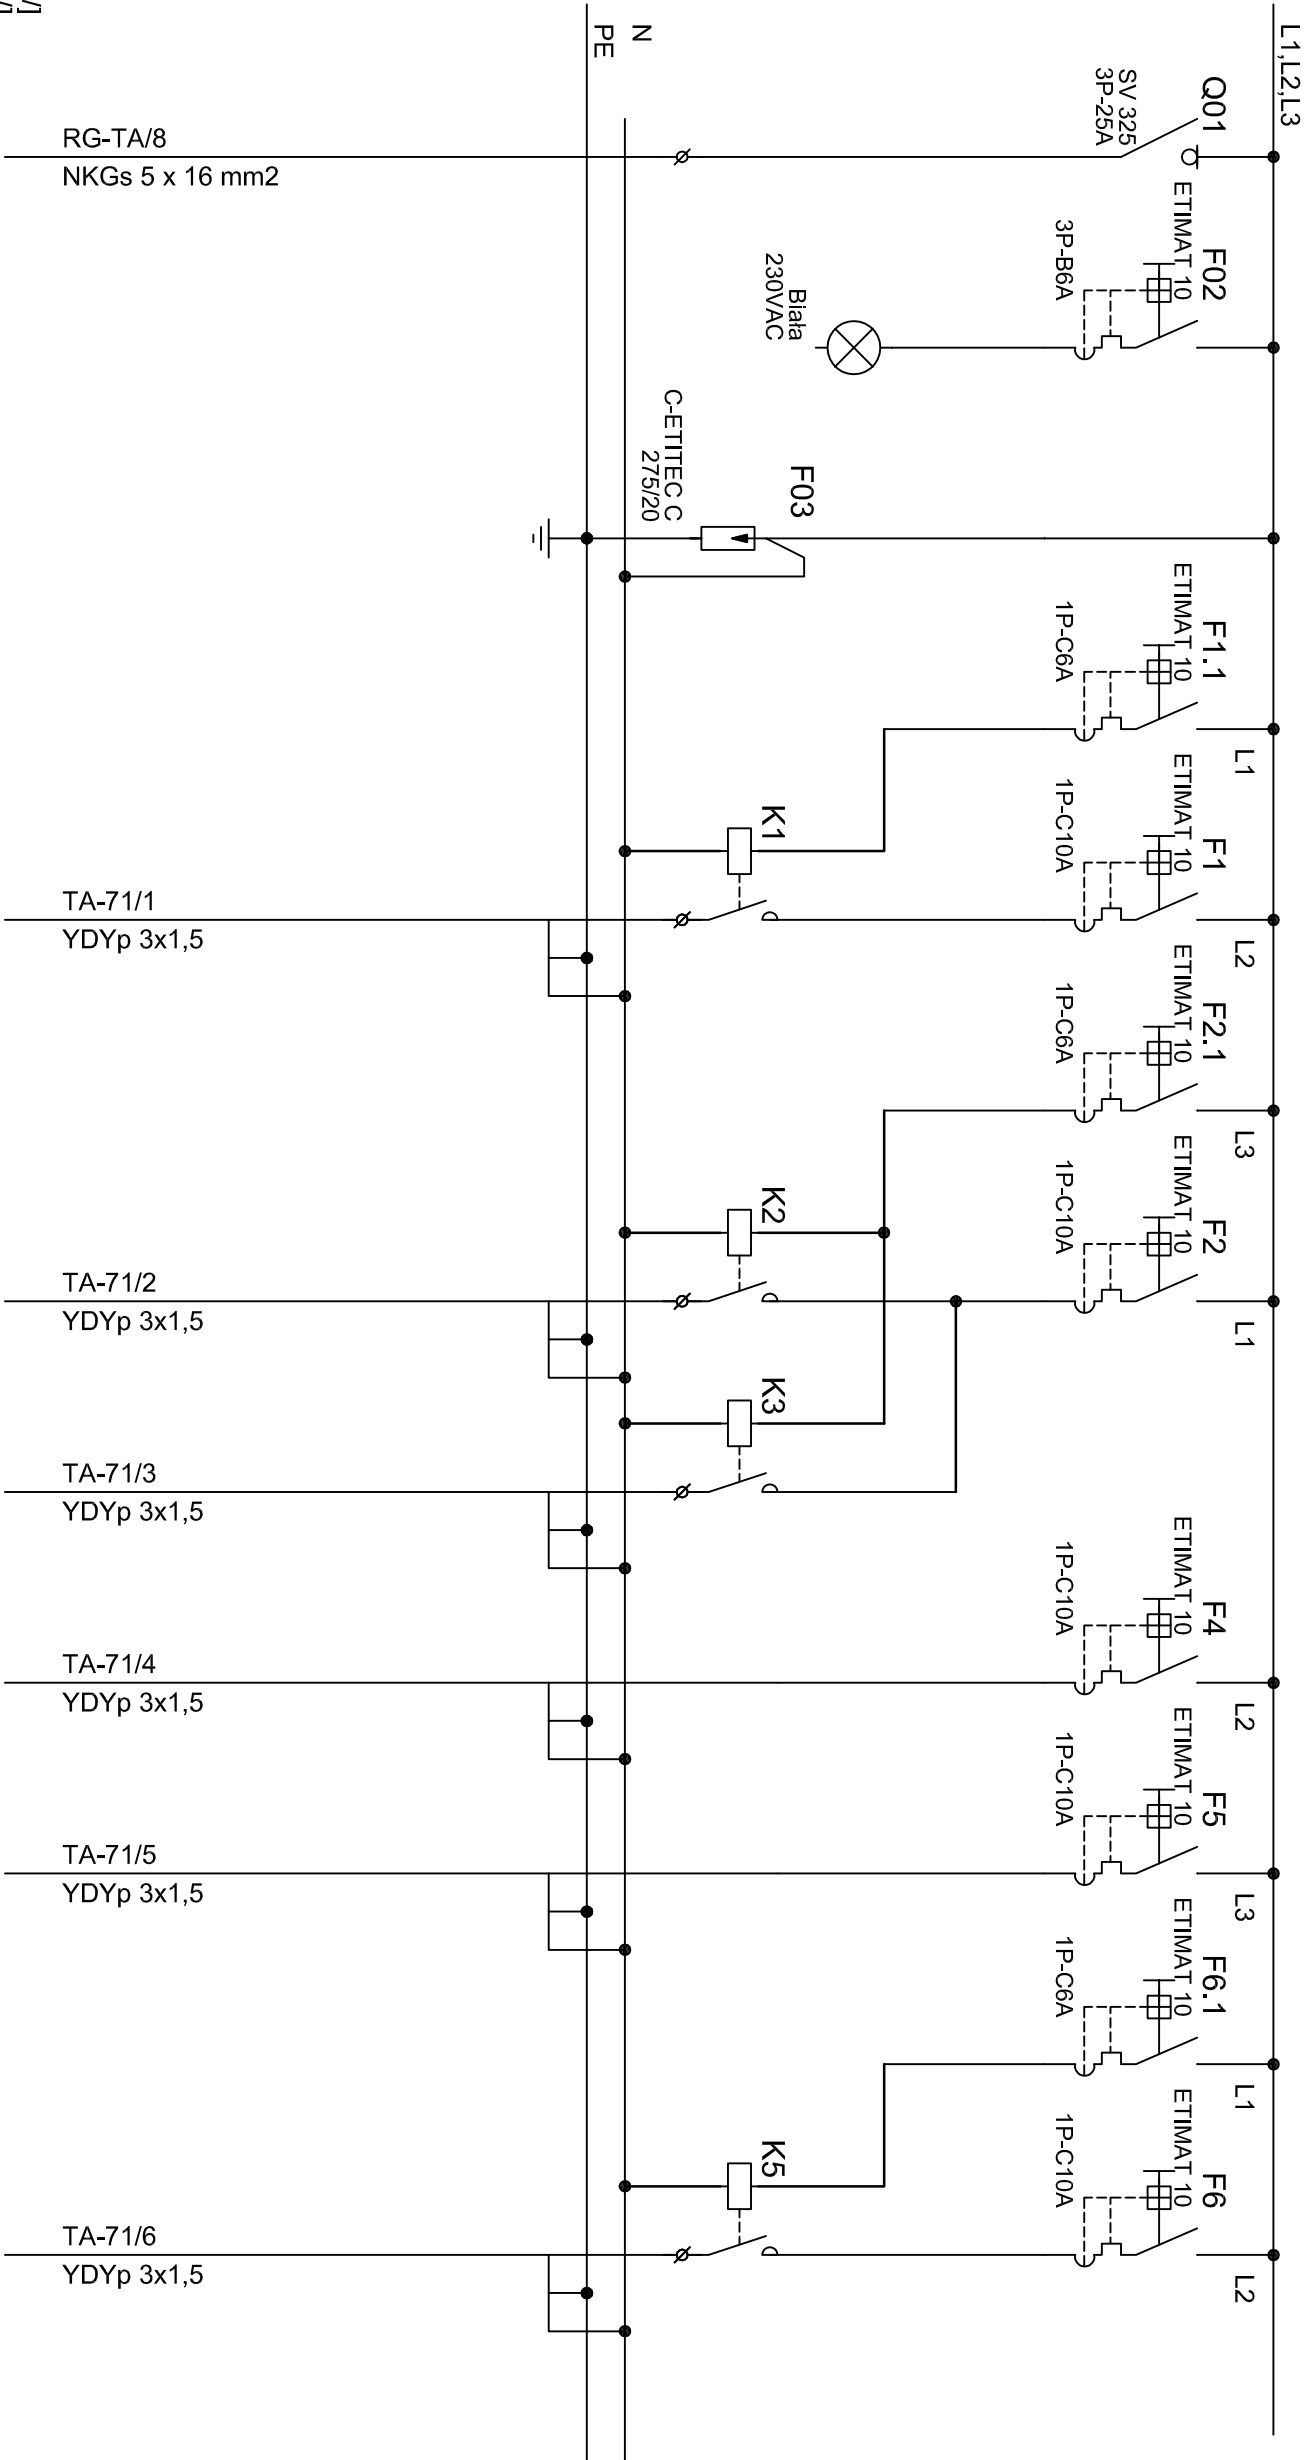 L1,L2,L3
N
PE
Q01
SV 325
3P-25A
RG-TA/8
NKGs 5 x 16 mm2
F02
ETIMAT 10
3P-B6A
Biała
230VAC
F03
C-ETITEC C
275/20
F1.1
ETIMAT 10
1P-C6A
L1
K1
F1
ETIMAT 10
1P-C10A
L2
TA-71/1
YDYp 3x1,5
F2.1
ETIMAT 10
1P-C6A
L3
K2
F2
ETIMAT 10
1P-C10A
L1
TA-71/2
YDYp 3x1,5
K3
TA-71/3
YDYp 3x1,5
F4
ETIMAT 10
1P-C10A
L2
TA-71/4
YDYp 3x1,5
F5
ETIMAT 10
1P-C10A
L3
TA-71/5
YDYp 3x1,5
F6.1
ETIMAT 10
1P-C6A
L1
K5
F6
ETIMAT 10
1P-C10A
L2
TA-71/6
YDYp 3x1,5